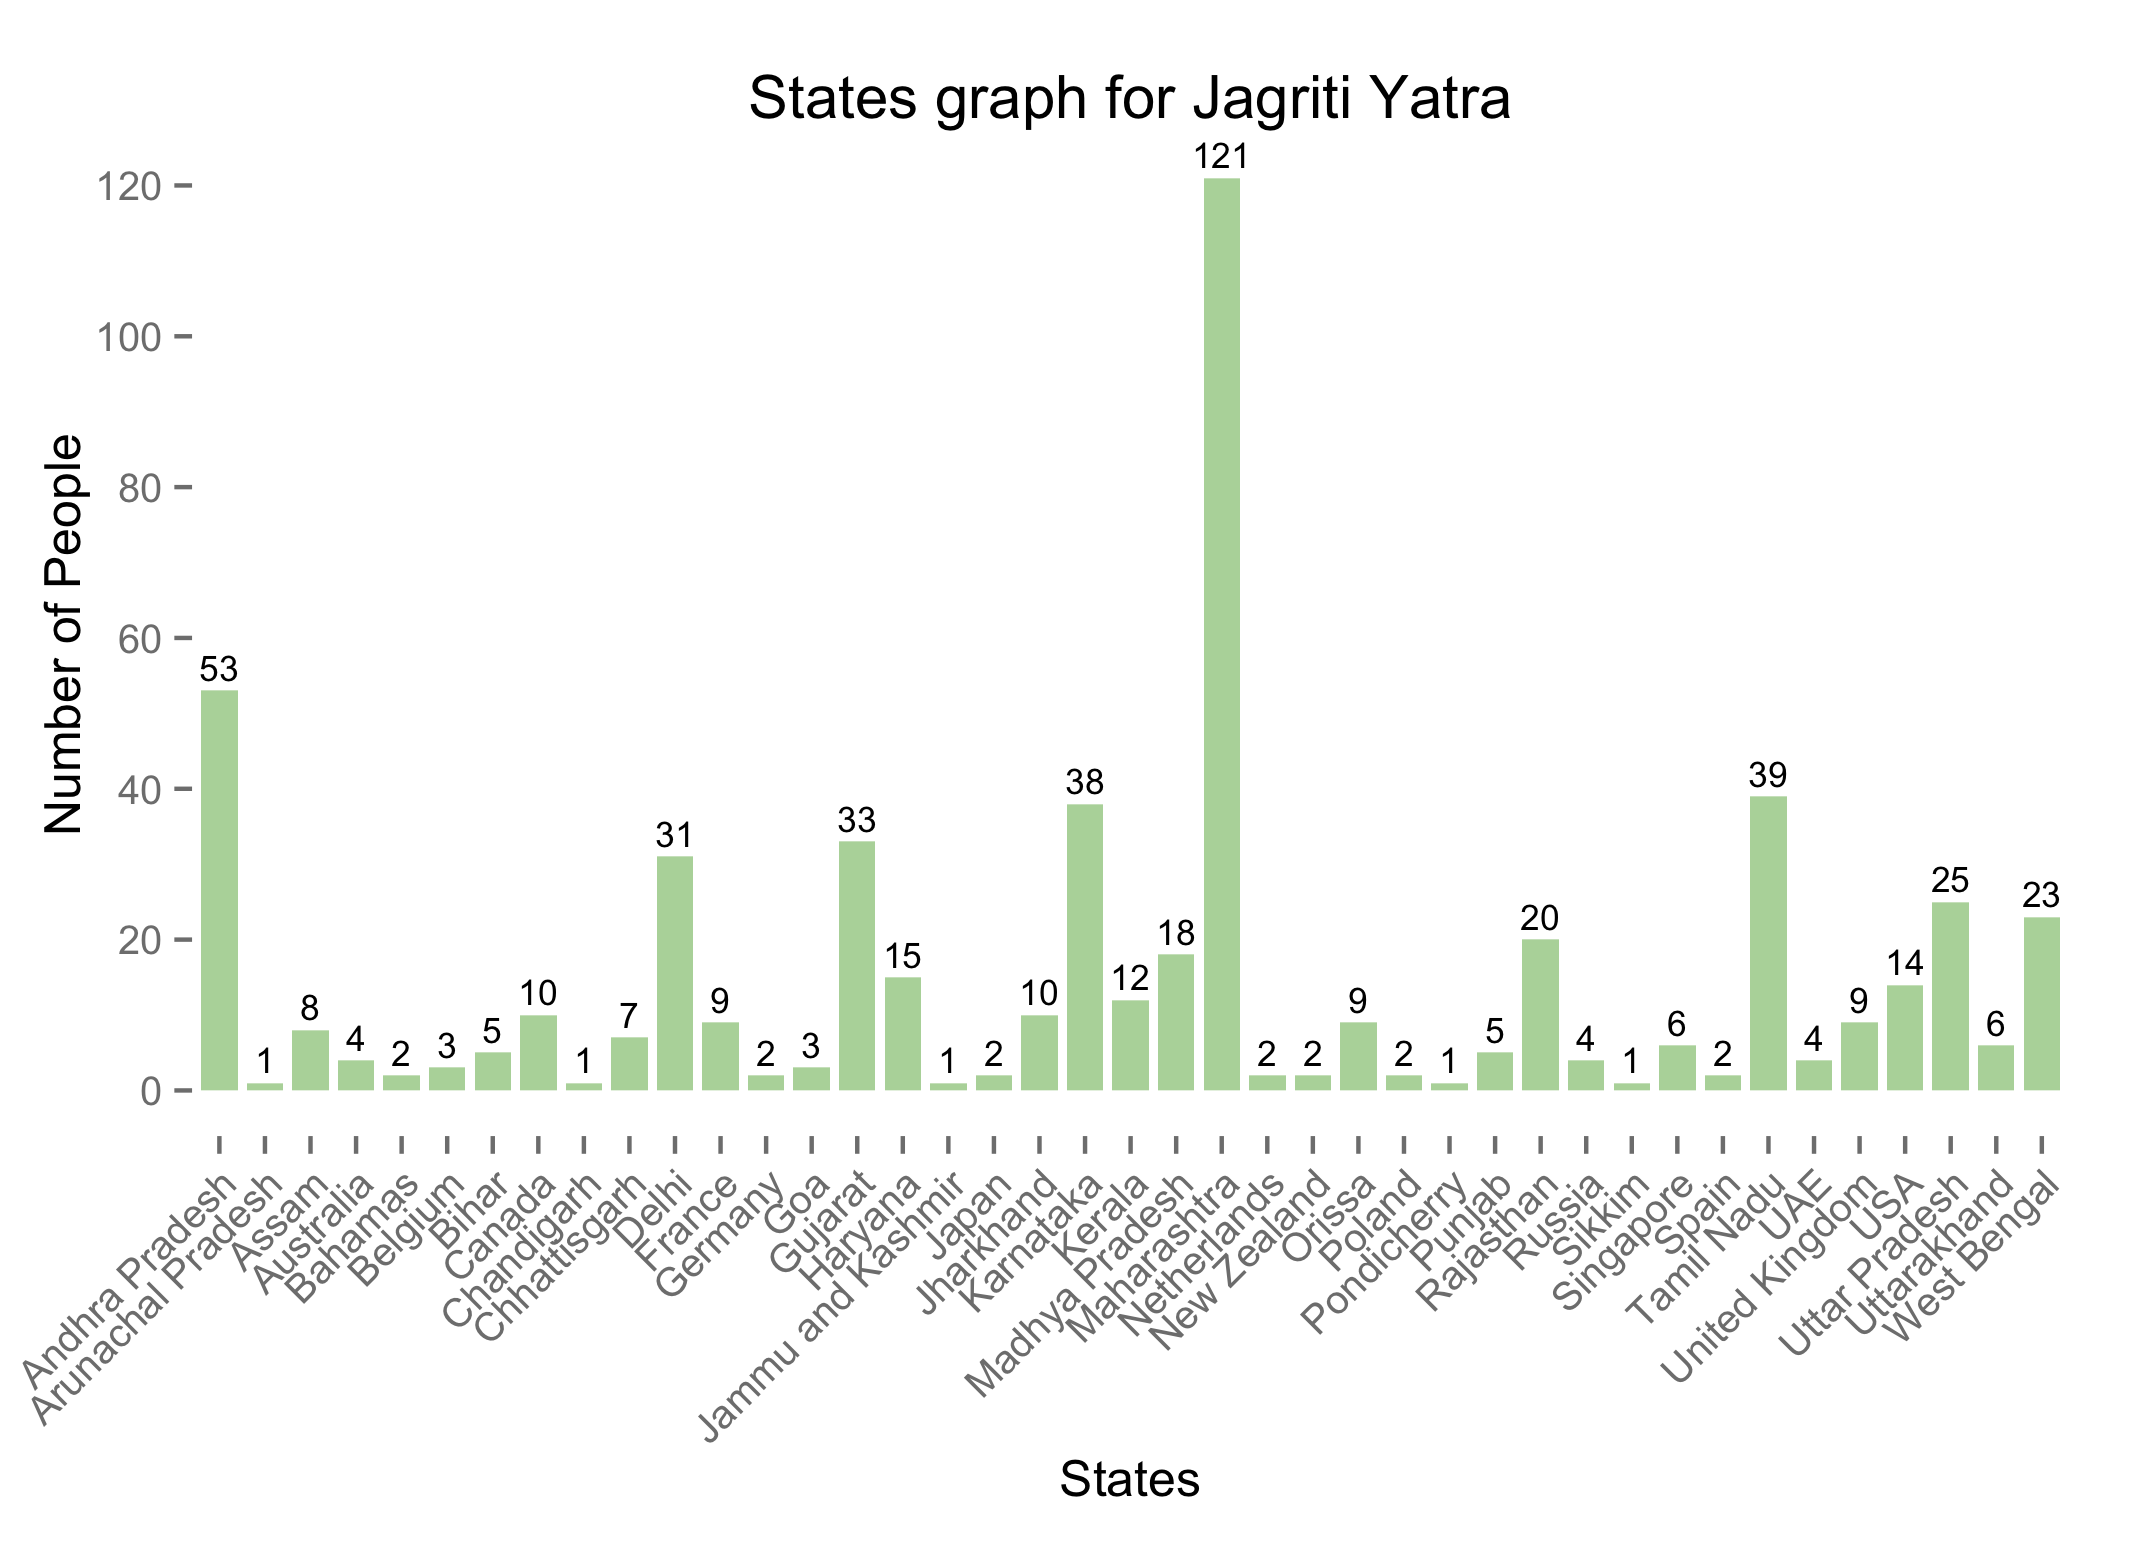 States graph for Jagriti Yatra
121
120
100
80
60
40
20
0
Number of People
53
1
8
4
2
3
5
10
1
7
31
9
2
3
33
15
1
2
10
38
12
18
2
2
9
2
1
5
20
4
1
6
2
39
4
9
14
25
6
23
Andhra Pradesh
Arunachal Pradesh
Assam
Australia
Bahamas
Belgium
Bihar
Canada
Chandigarh
Chhattisgarh
Delhi
France
Germany
Goa
Gujarat
Haryana
Jammu and Kashmir
Japan
Jharkhand
Karnataka
Kerala
Madhya Pradesh
Maharashtra
Netherlands
New Zealand
Orissa
Poland
Pondicherry
Punjab
Rajasthan
Russia
Sikkim
Singapore
Spain
Tamil Nadu
UAE
United Kingdom
USA
Uttar Pradesh
Uttarakhand
West Bengal
States